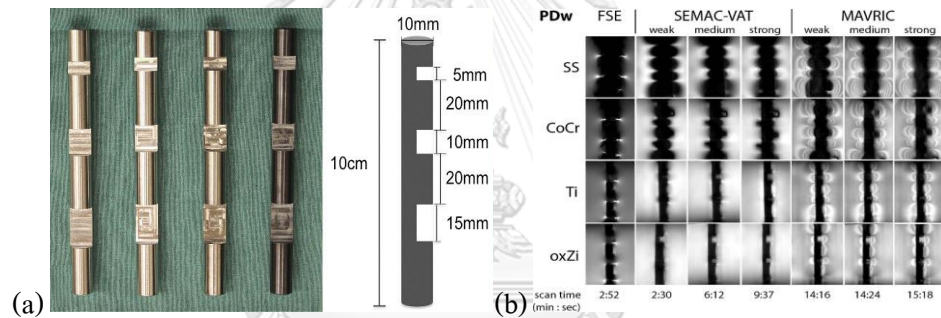 10mm
5mm
20mm
10mm
20mm
15mm
10cm
(a)
PDw FSE SEMAC-VAT MAVRIC
weak medium strong weak medium strong
SS
CoCr
Ti
oxZi
scan time 2:52 2:30 6:12 9:37 14:16 14:24 15:18
(min : sec)
(b)